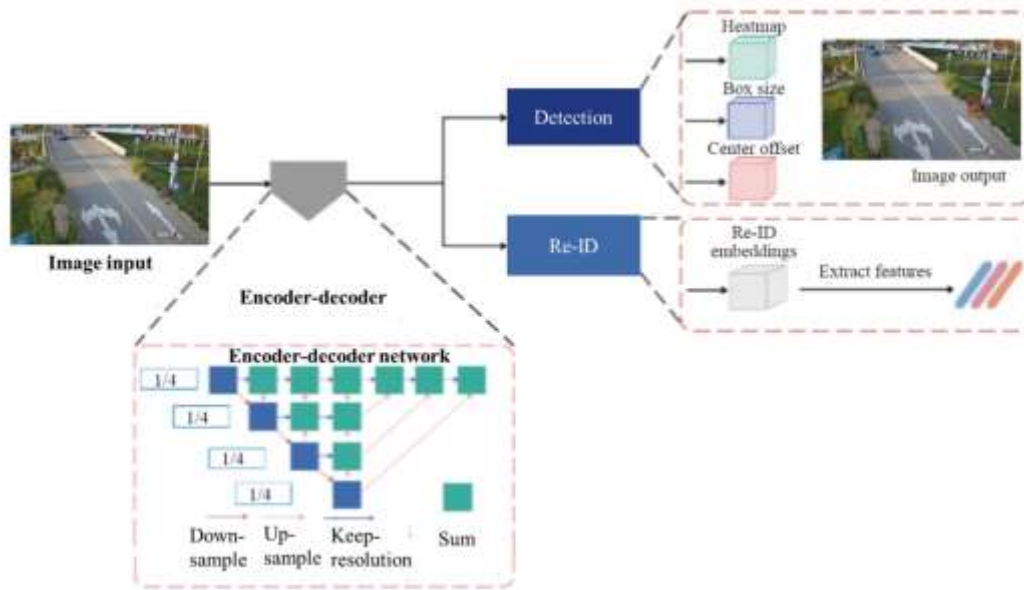 Heatmap
Box size
Center offset
Image output
Detection
Re-ID
Re-ID
embeddings
Extract features
Image input
Encoder-decoder
Encoder-decoder network
1/4
1/4
1/4
1/4
Down-
sample
Up-
sample
Keep-
resolution
Sum